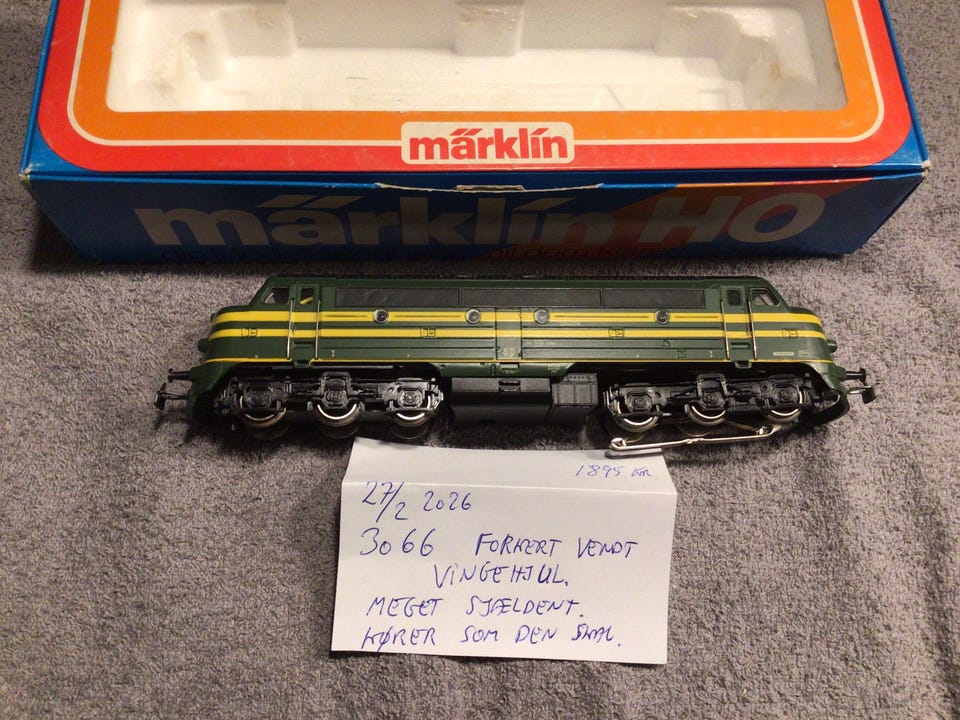 märklin
märklin HO
1895 KR
27/2 2026
3066 FORKERT VENDT
VINGEHJUL.
MEGET SJÆLDENT.
KØRER SOM DEN SKAL.